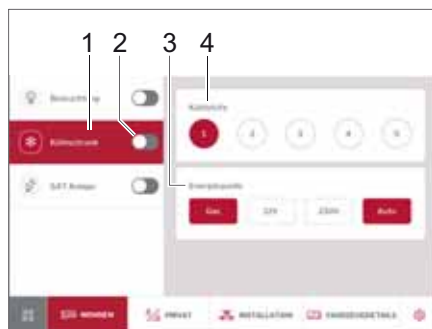 1 2 3 4
Beleuchtung
Kühlstufe
1 2 3 4 5
Kühlschrank
SAT Anlage
Energiequelle
Gas 12V 230V Auto
WOHNEN PRIVAT INSTALLATION FAHRZEUGDETAILS